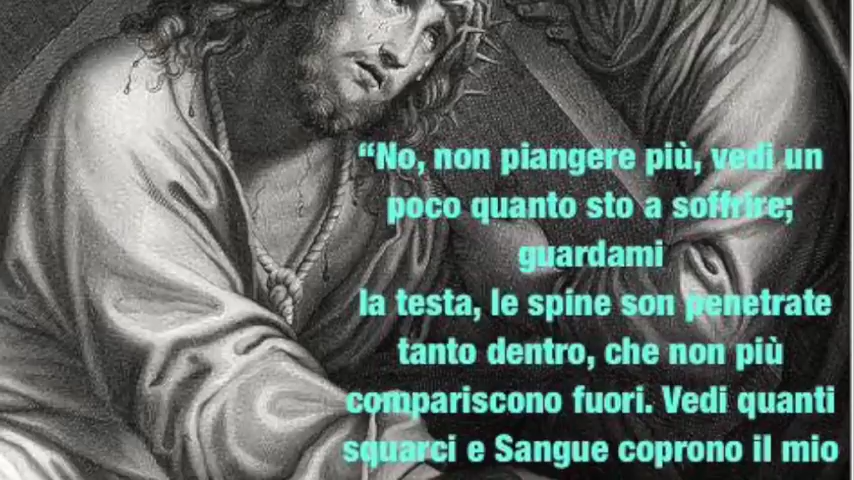 “No, non piangere più, vedi un
poco quanto sto a soffrire;
guardami
la testa, le spine son penetrate
tanto dentro, che non più
compariscono fuori. Vedi quanti
squarci e Sangue coprono il mio